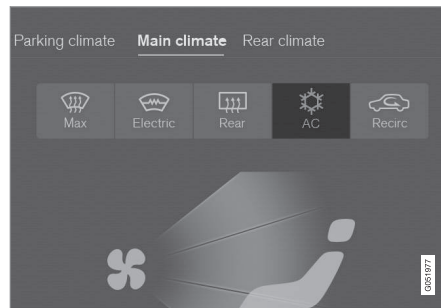 Parking climate Main climate Rear climate
Max Electric Rear AC Recirc
G051977